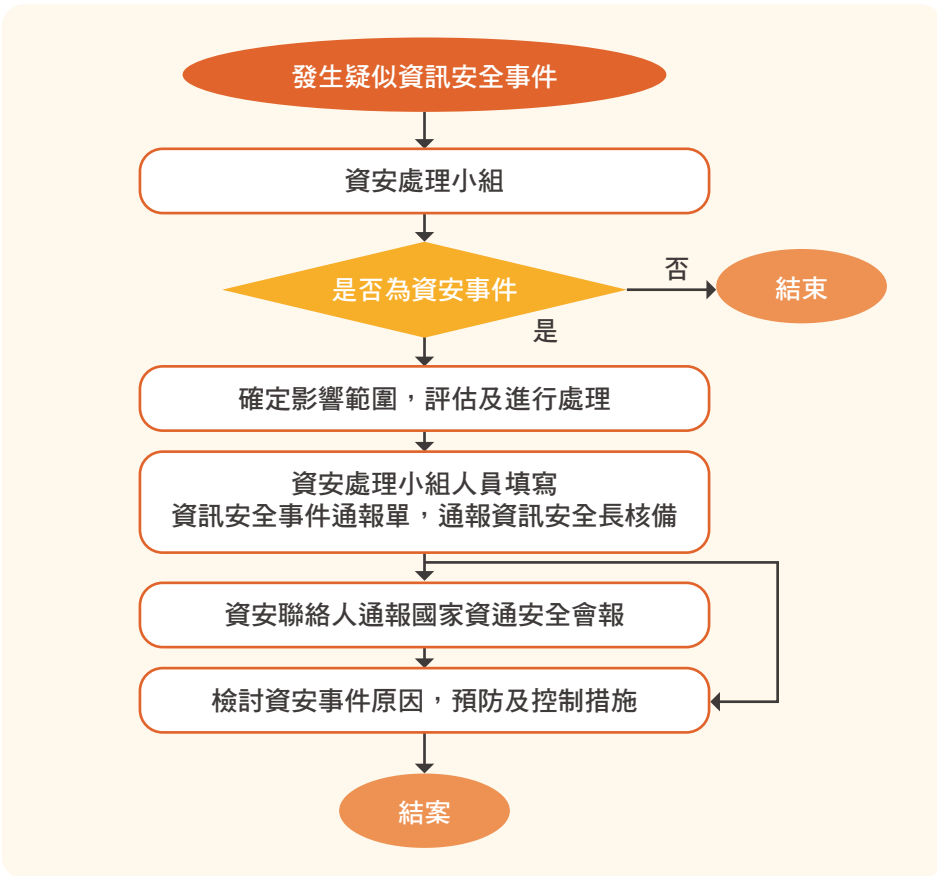 發生疑似資訊安全事件
資安處理小組
是否為資安事件
否
結束
是
確定影響範圍，評估及進行處理
資安處理小組人員填寫
資訊安全事件通報單，通報資訊安全長核備
資安聯絡人通報國家資通安全會報
檢討資安事件原因，預防及控制措施
結案